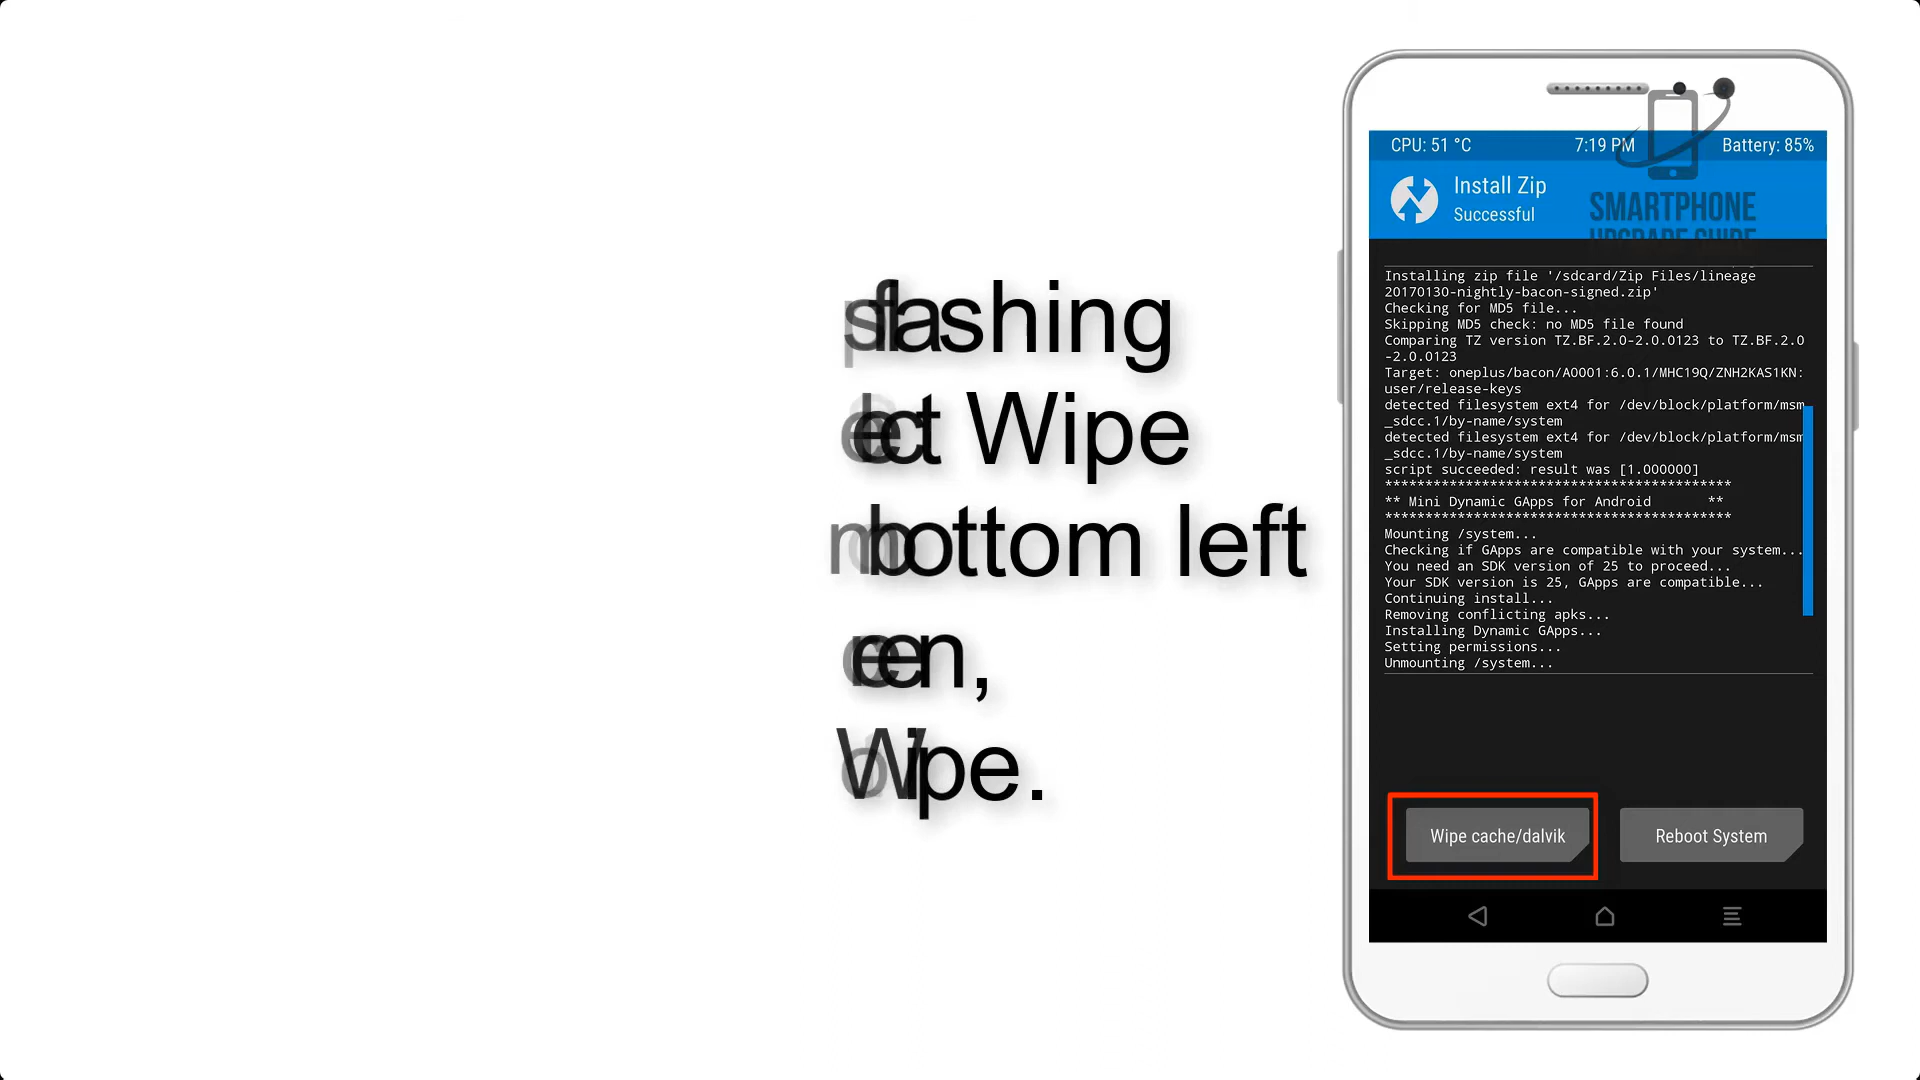 flashing
Wipe
bottom left
Wipe.
CPU: 51 °C 7:19 PM Battery: 85%
Install Zip
Successful
SMARTPHONE
UPGRADE GUIDE
Installing zip file '/sdcard/Zip Files/lineage
20170130-nightly-bacon-signed.zip'
Checking for MD5 file...
Skipping MD5 check: no MD5 file found
Comparing TZ version TZ.BF.2.0-2.0.0123 to TZ.BF.2.0
-2.0.0123
Target: oneplus/bacon/A0001:6.0.1/MHC19Q/ZNH2KAS1KN:
user/release-keys
detected filesystem ext4 for /dev/block/platform/msm
_sdcc.1/by-name/system
detected filesystem ext4 for /dev/block/platform/msm
_sdcc.1/by-name/system
script succeeded: result was [1.000000]
******************************************
** Mini Dynamic GApps for Android **
******************************************
Mounting /system...
Checking if GApps are compatible with your system...
You need an SDK version of 25 to proceed...
Your SDK version is 25, GApps are compatible...
Continuing install...
Removing conflicting apks...
Installing Dynamic GApps...
Setting permissions...
Unmounting /system...
Wipe cache/dalvik
Reboot System